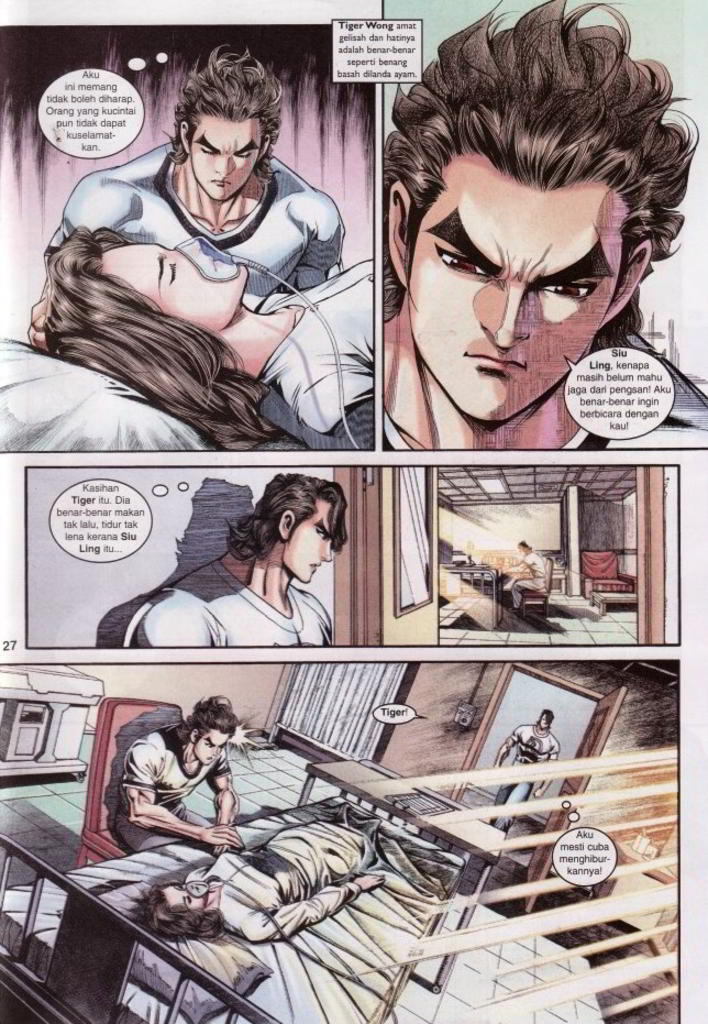 Aku
ini memang
tidak boleh diharap.
Orang yang kucintai
pun tidak dapat
kuselamat-
kan.
Tiger Wong amat
gelisah dan hatinya
adalah benar-benar
seperti benang
basah dilanda ayam.
Siu
Ling, kenapa
masih belum mahu
jaga dari pengsan! Aku
benar-benar ingin
berbicara dengan
kau!
Kasihan
Tiger itu. Dia
benar-benar makan
tak lalu, tidur tak
lena kerana Siu
Ling itu...
27
Tiger!
Aku
mesti cuba
menghibur-
kannya!